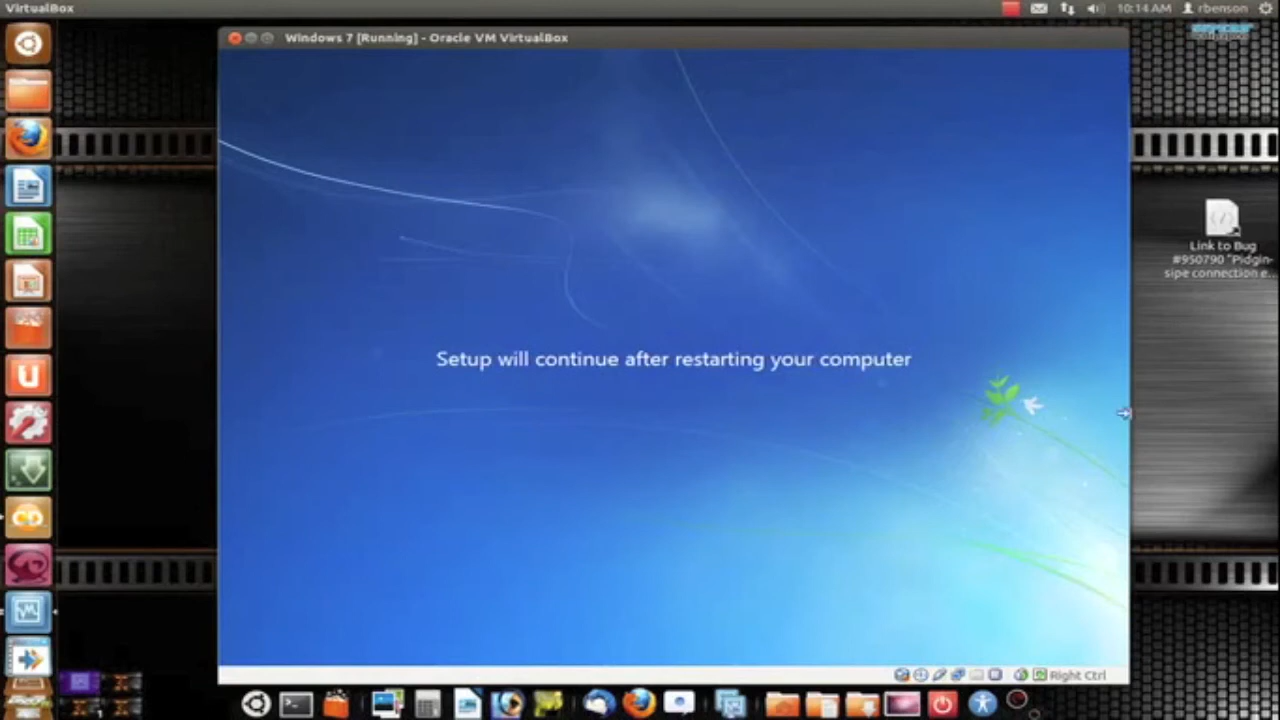 VirtualBox
10:14 AM
rbenson
Windows 7 [Running] - Oracle VM VirtualBox
Link to Bug
#950790 "Pidgin-
sipe connection e...
Setup will continue after restarting your computer
Right Ctrl